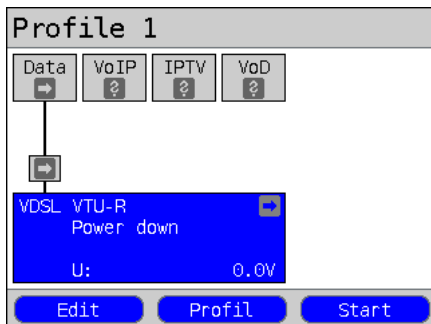 Profile 1
Data VoIP IPTV VoD
? ? ?
VDSL VTU-R
Power down
U: 0.0V
Edit Profil Start